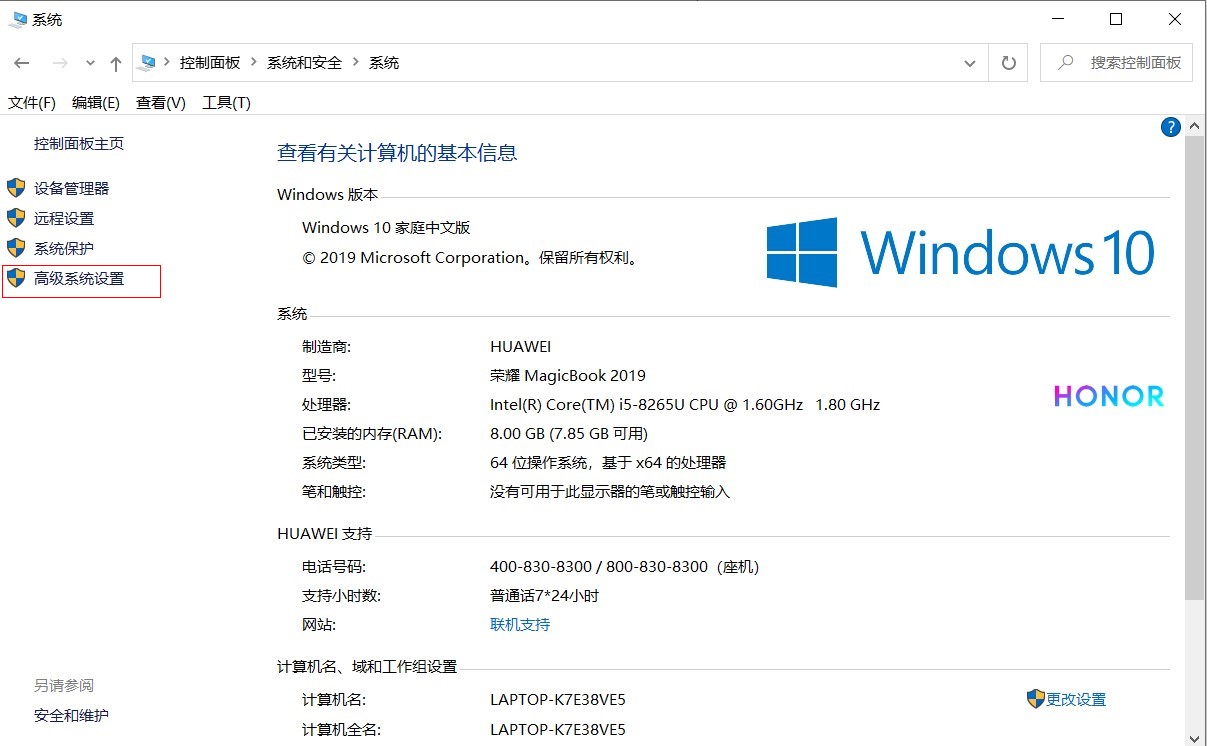 系统
控制面板 系统和安全 系统 搜索控制面板
文件(F) 编辑(E) 查看(V) 工具(T)
控制面板主页
设备管理器
远程设置
系统保护
高级系统设置
另请参阅
安全和维护
?
查看有关计算机的基本信息
Windows 版本
Windows 10 家庭中文版
© 2019 Microsoft Corporation。保留所有权利。
Windows 10
系统
制造商: HUAWEI
型号: 荣耀 MagicBook 2019
处理器: Intel(R) Core(TM) i5-8265U CPU @ 1.60GHz 1.80 GHz
已安装的内存(RAM): 8.00 GB (7.85 GB 可用)
系统类型: 64 位操作系统，基于 x64 的处理器
笔和触控: 没有可用于此显示器的笔或触控输入
HONOR
HUAWEI 支持
电话号码: 400-830-8300 / 800-830-8300（座机）
支持小时数: 普通话7*24小时
网站: 联机支持
计算机名、域和工作组设置
计算机名: LAPTOP-K7E38VE5 更改设置
计算机全名: LAPTOP-K7E38VE5